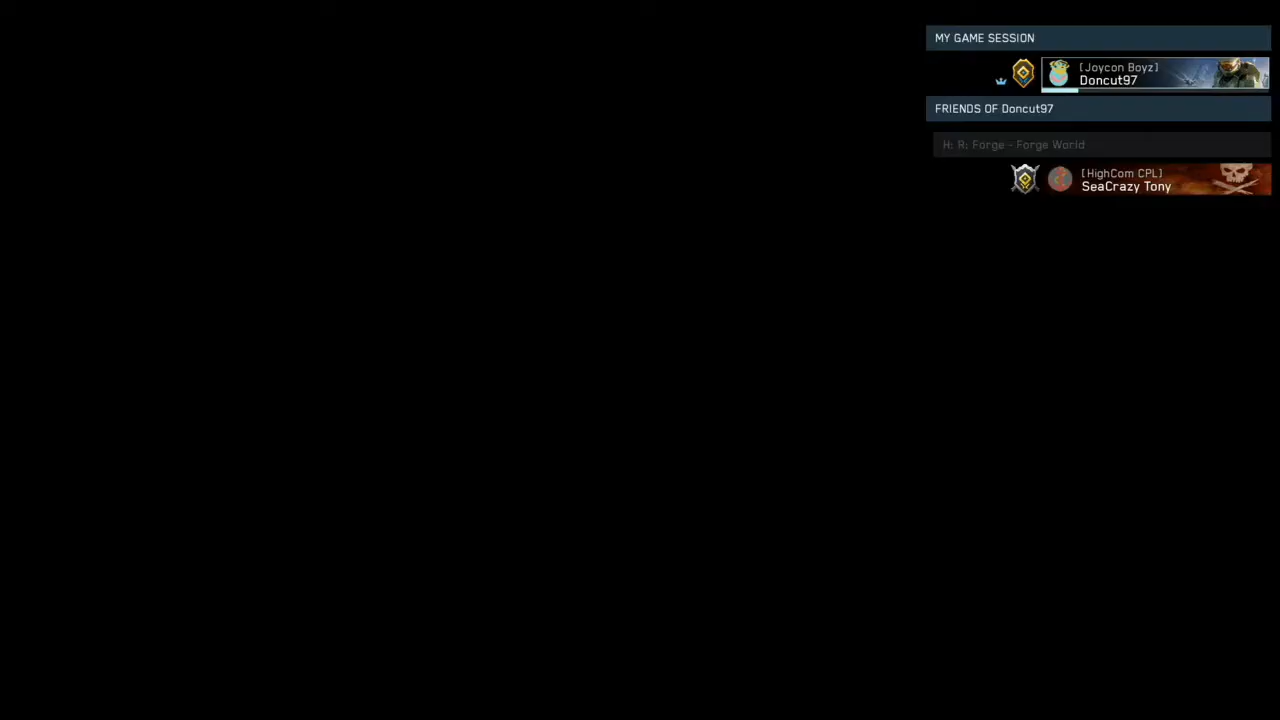 MY GAME SESSION
[Joycon Boyz]
Doncut97
FRIENDS OF Doncut97
H: R: Forge - Forge World
[HighCom CPL]
SeaCrazy Tony